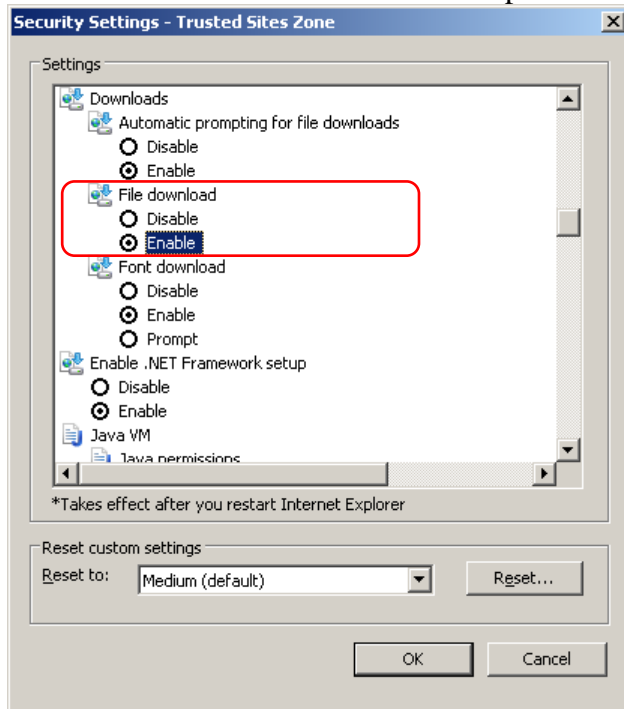 Security Settings - Trusted Sites Zone
Settings
Downloads
Automatic prompting for file downloads
Disable
Enable
File download
Disable
Enable
Font download
Disable
Enable
Prompt
Enable .NET Framework setup
Disable
Enable
Java VM
Java permissions
*Takes effect after you restart Internet Explorer
Reset custom settings
Reset to:
Medium (default)
Reset...
OK
Cancel